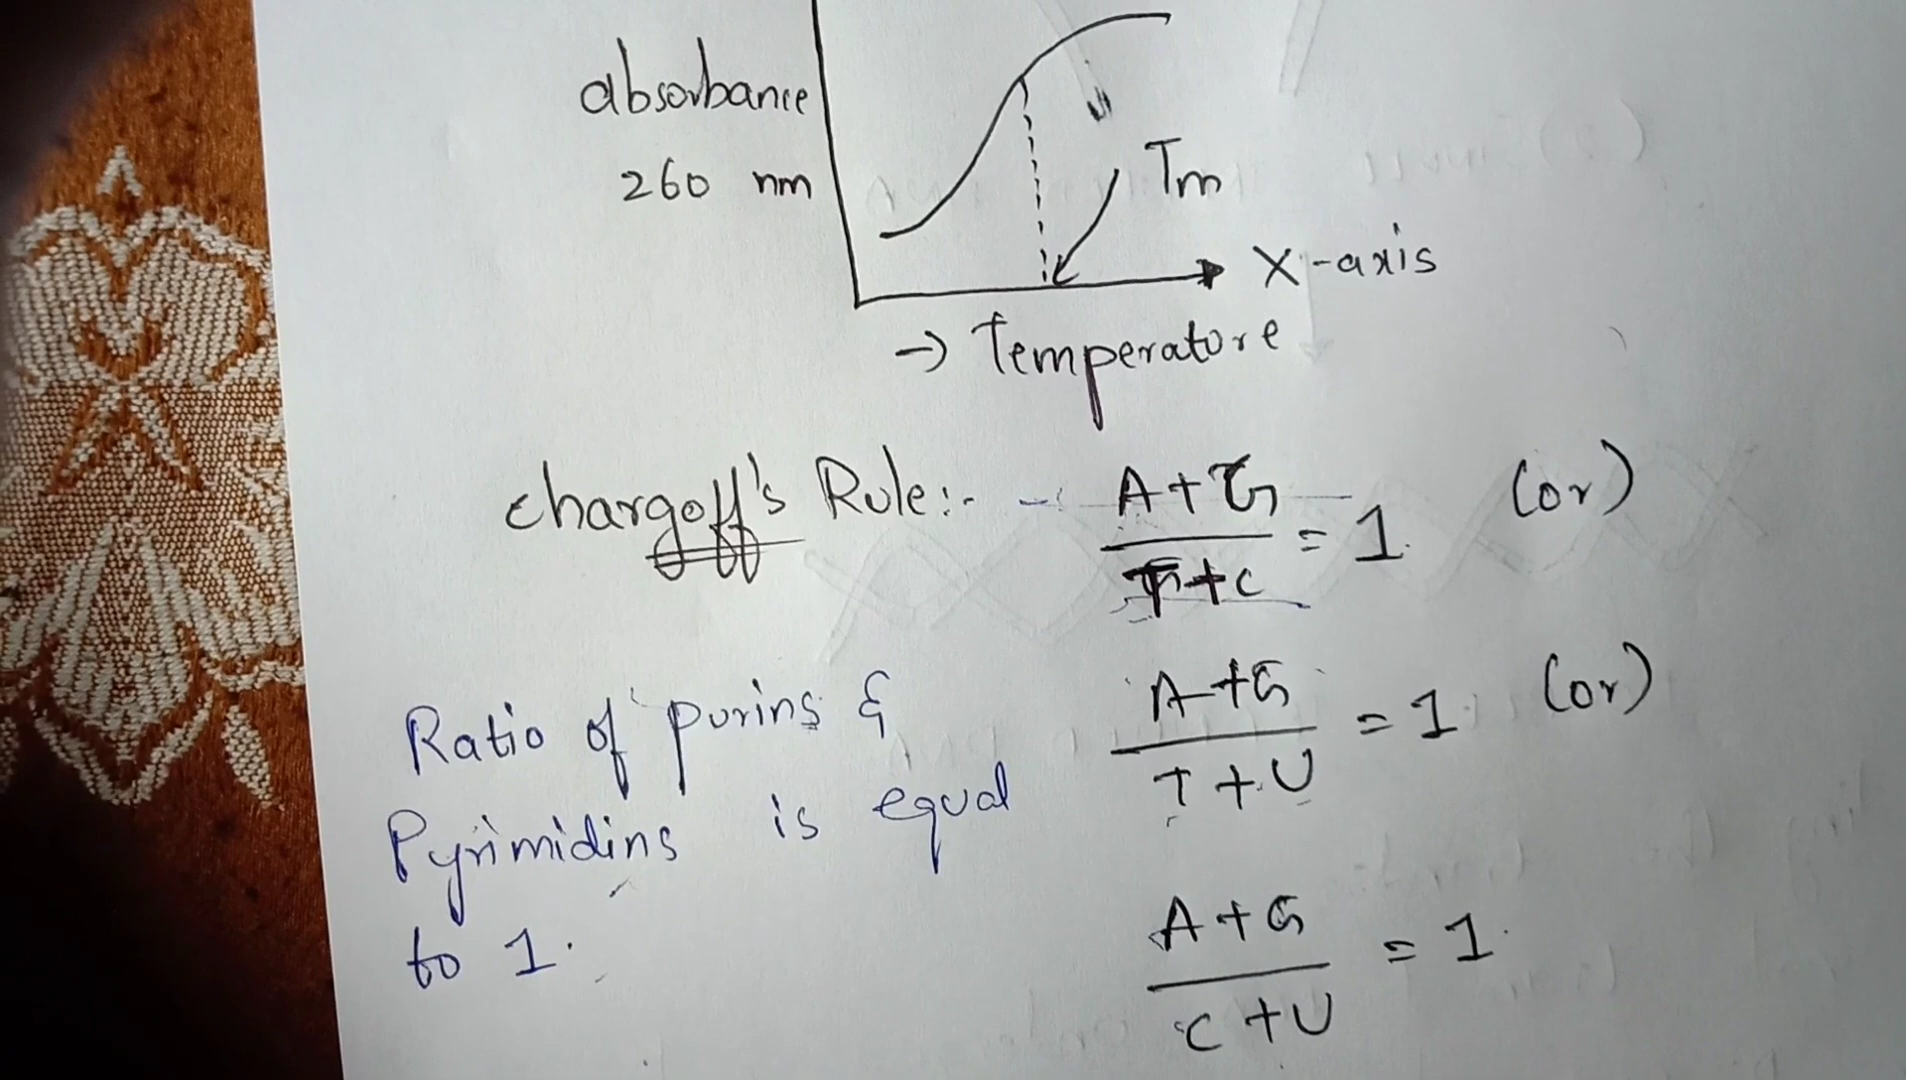 absorbance
260 nm
Tm
X-axis
→ Temperatore
chargoff's Rule:- A+G
T+C = 1 (or)
Ratio of purins &
Pyrimidins is equal
to 1.
A+G
T+U = 1 (or)
A+G
C+U = 1